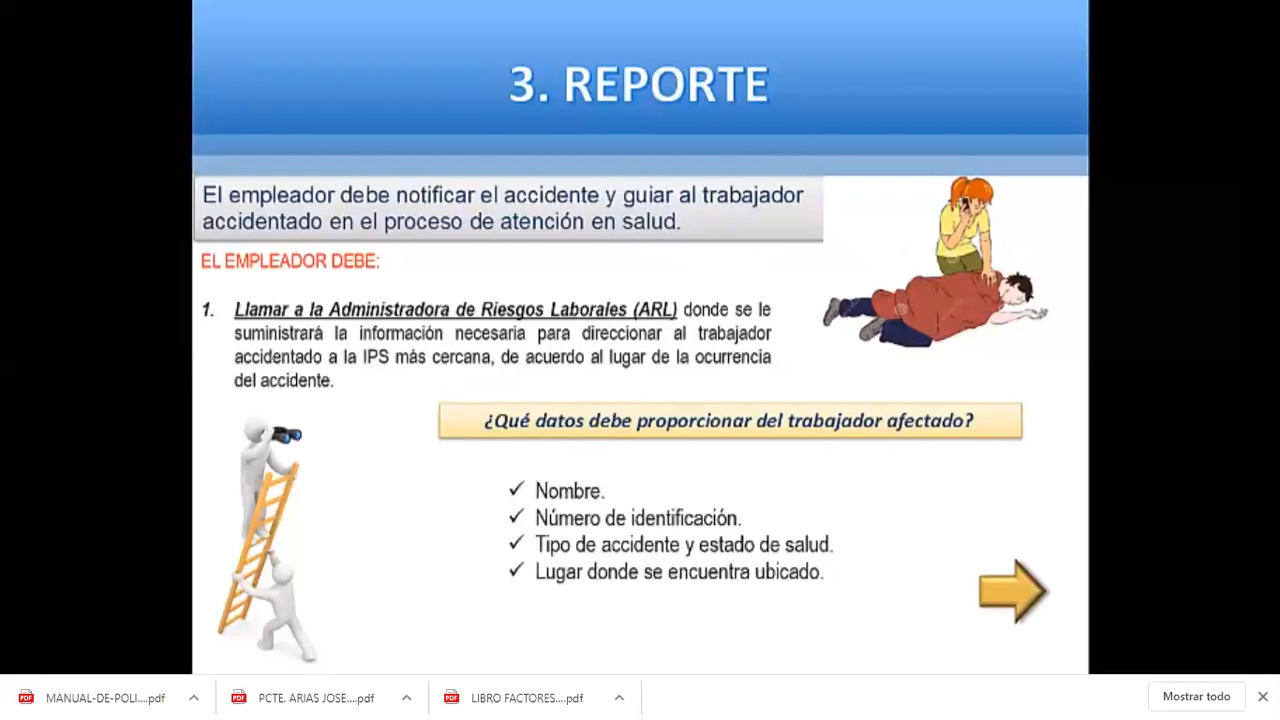 3. REPORTE
El empleador debe notificar el accidente y guiar al trabajador
accidentado en el proceso de atención en salud.
EL EMPLEADOR DEBE:
1. Llamar a la Administradora de Riesgos Laborales (ARL) donde se le
suministrará la información necesaria para direccionar al trabajador
accidentado a la IPS más cercana, de acuerdo al lugar de la ocurrencia
del accidente.
¿Qué datos debe proporcionar del trabajador afectado?
✓ Nombre.
✓ Número de identificación.
✓ Tipo de accidente y estado de salud.
✓ Lugar donde se encuentra ubicado.
PDF MANUAL-DE-POLI....pdf
PDF PCTE. ARIAS JOSE....pdf
PDF LIBRO FACTORES....pdf
Mostrar todo